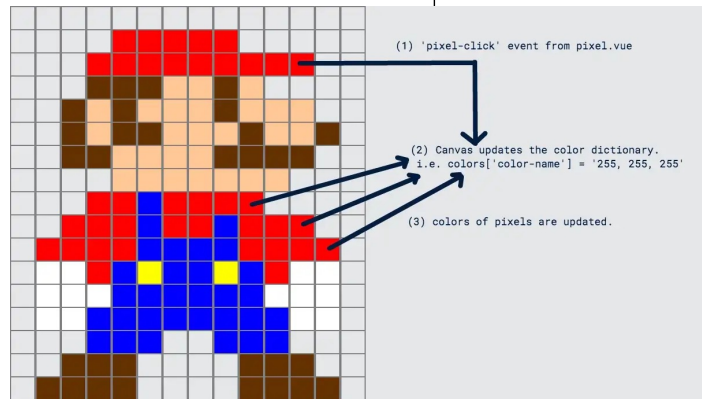 (1) 'pixel-click' event from pixel.vue
(2) Canvas updates the color dictionary.
i.e. colors['color-name'] = '255, 255, 255'
(3) colors of pixels are updated.